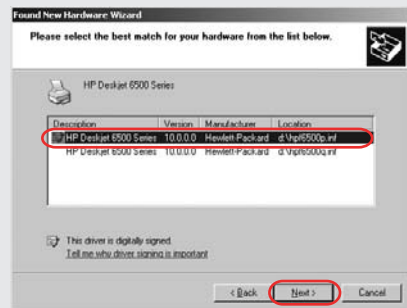 Found New Hardware Wizard
Please select the best match for your hardware from the list below.
HP Deskjet 6500 Series
Description Version Manufacturer Location
HP Deskjet 6500 Series 10.0.0.0 Hewlett-Packard d:\hpf6500p.inf
HP Deskjet 6500 Series 10.0.0.0 Hewlett-Packard d:\hpf6500q.inf
This driver is digitally signed.
Tell me why driver signing is important
< Back Next > Cancel